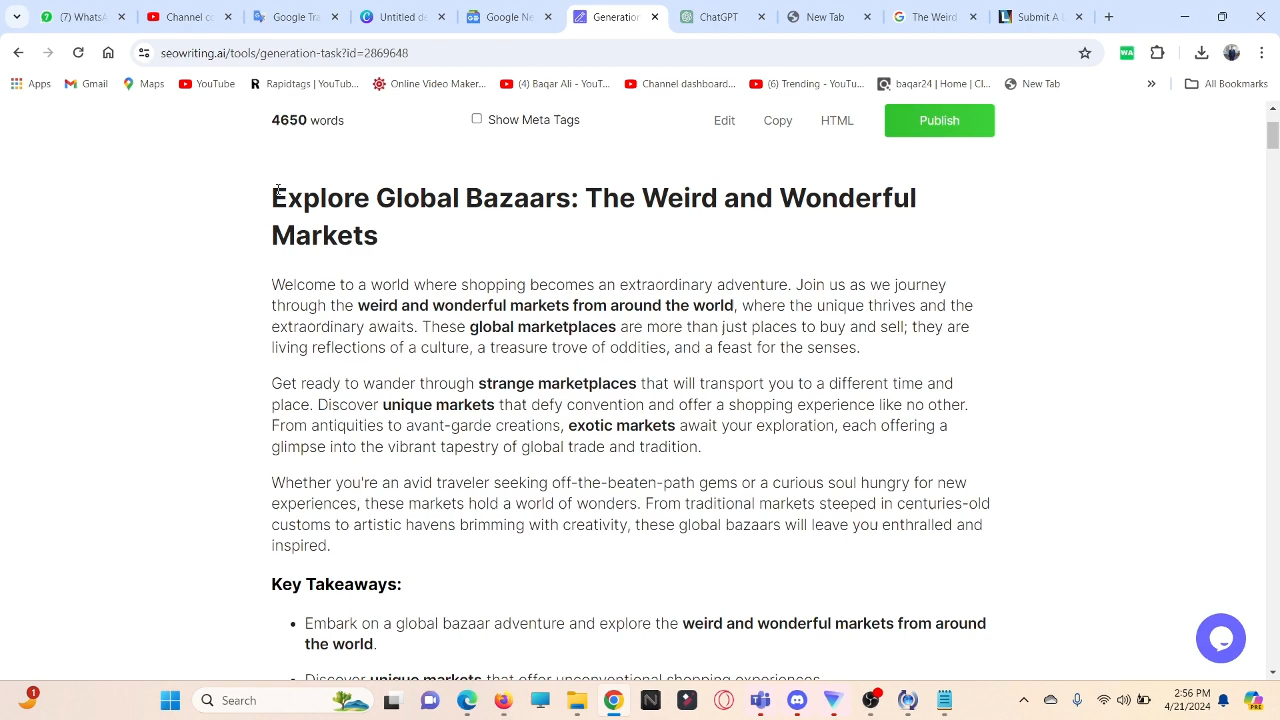 (7) WhatsA
Channel c
Google Tra
Untitled de
Google Ne
Generation
ChatGPT
New Tab
The Weird
Submit A L
seowriting.ai/tools/generation-task?id=2869648
WA
Apps
Gmail
Maps
YouTube
Rapidtags | YouTub...
Online Video Maker...
(4) Baqar Ali - YouT...
Channel dashboard...
(6) Trending - YouTu...
baqar24 | Home | Cl...
New Tab
All Bookmarks
4650 words
Show Meta Tags
Edit
Copy
HTML
Publish
Explore Global Bazaars: The Weird and Wonderful
Markets
Welcome to a world where shopping becomes an extraordinary adventure. Join us as we journey
through the weird and wonderful markets from around the world, where the unique thrives and the
extraordinary awaits. These global marketplaces are more than just places to buy and sell; they are
living reflections of a culture, a treasure trove of oddities, and a feast for the senses.
Get ready to wander through strange marketplaces that will transport you to a different time and
place. Discover unique markets that defy convention and offer a shopping experience like no other.
From antiquities to avant-garde creations, exotic markets await your exploration, each offering a
glimpse into the vibrant tapestry of global trade and tradition.
Whether you're an avid traveler seeking off-the-beaten-path gems or a curious soul hungry for new
experiences, these markets hold a world of wonders. From traditional markets steeped in centuries-old
customs to artistic havens brimming with creativity, these global bazaars will leave you enthralled and
inspired.
Key Takeaways:
• Embark on a global bazaar adventure and explore the weird and wonderful markets from around
the world.
• Discover unique markets that offer unconventional shopping experiences.
1
Search
2:56 PM
4/21/2024